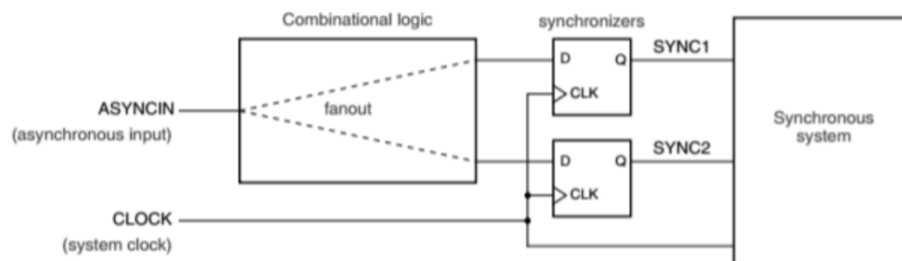 Combinational logic
synchronizers
D Q
SYNC1
CLK
ASYNCIN
(asynchronous input)
fanout
Synchronous
system
D Q
SYNC2
CLK
CLOCK
(system clock)